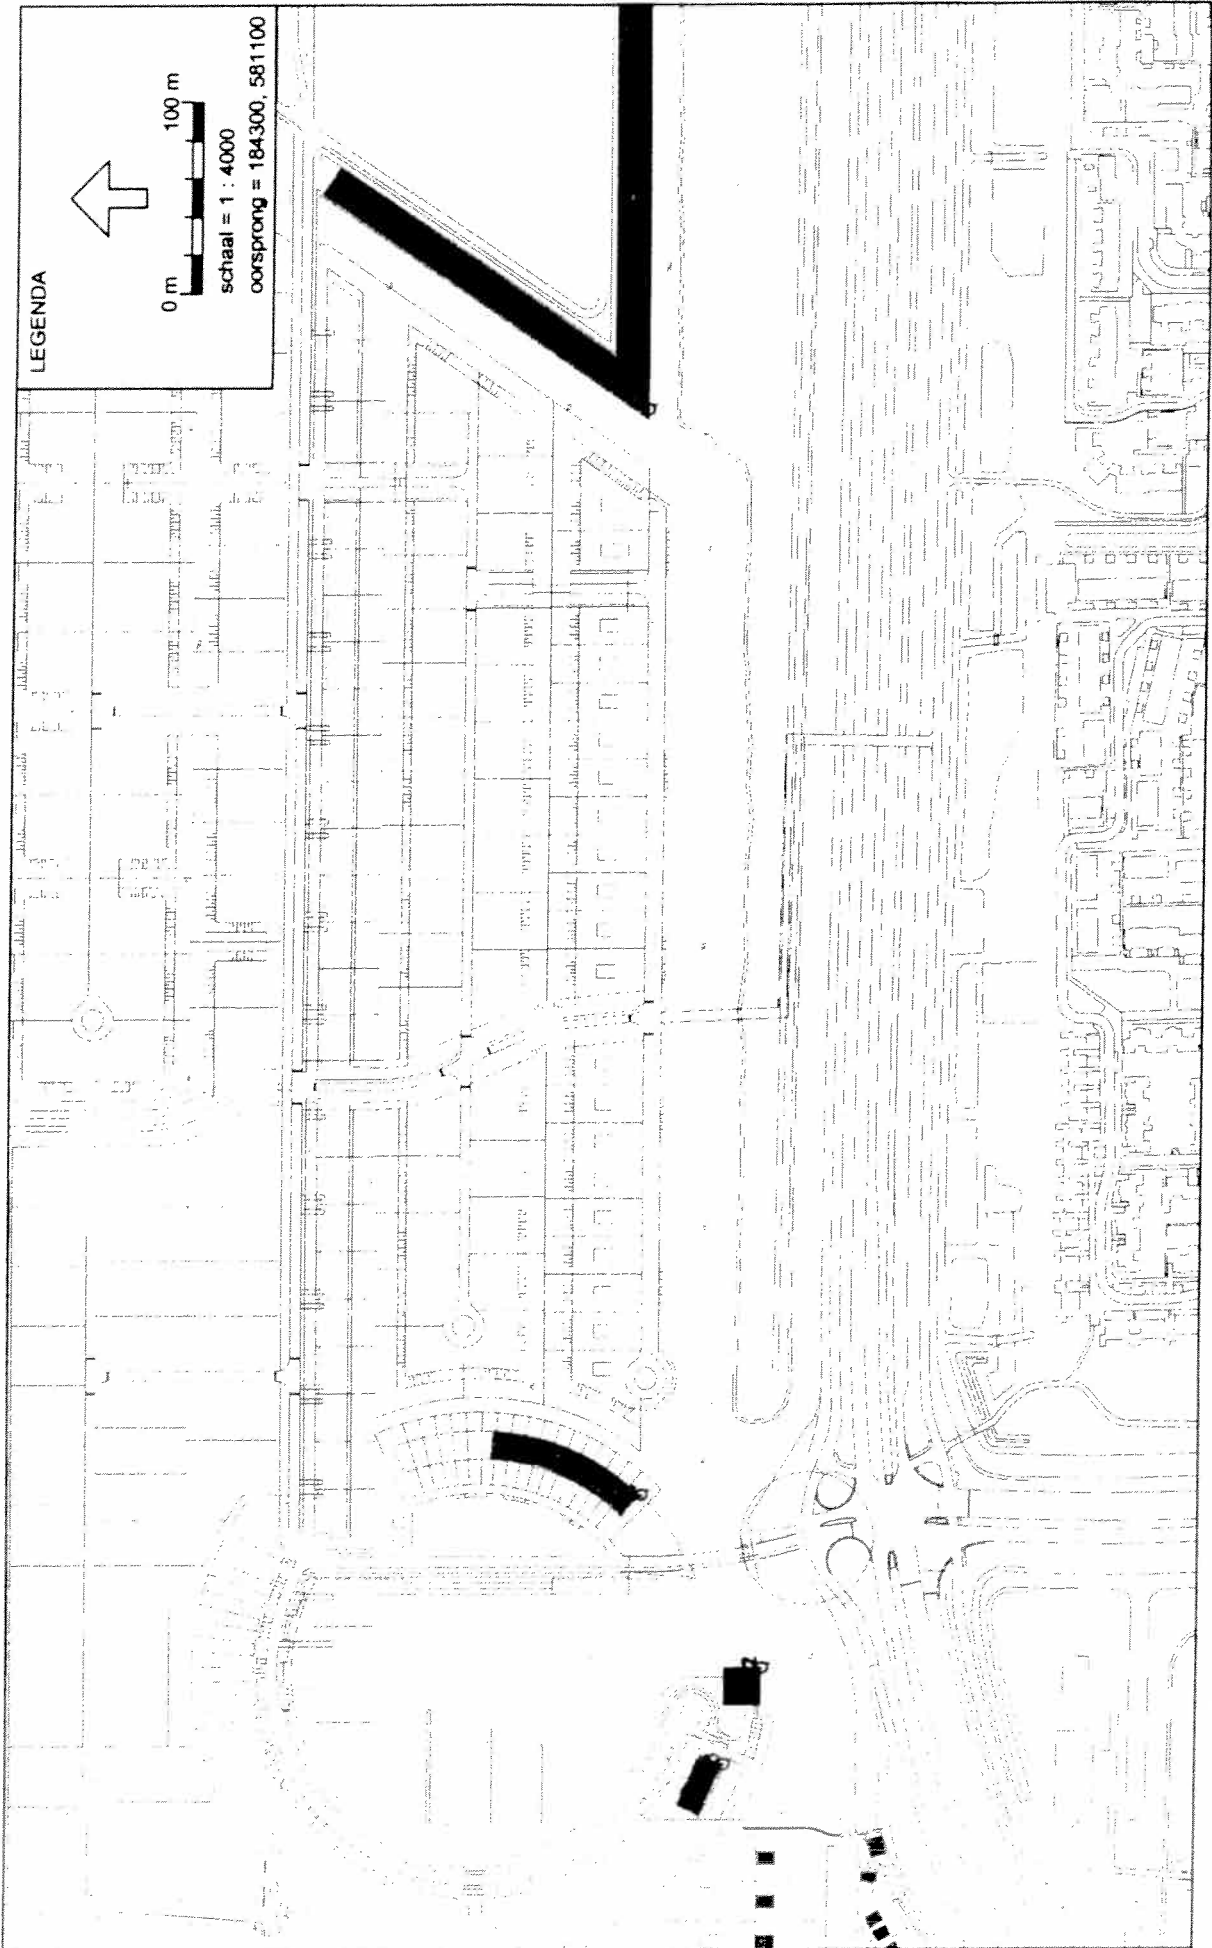 LEGENDA
0 m 100 m
schaal = 1 : 4000
oorsprong = 184300, 581100